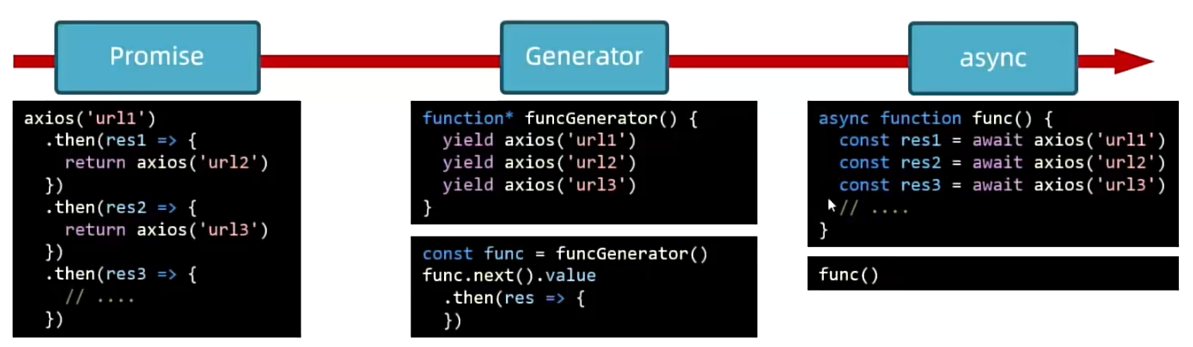 Promise
Generator
async
axios('url1')
  .then(res1 => {
    return axios('url2')
  })
  .then(res2 => {
    return axios('url3')
  })
  .then(res3 => {
    // ....
  })
function* funcGenerator() {
  yield axios('url1')
  yield axios('url2')
  yield axios('url3')
}
const func = funcGenerator()
func.next().value
  .then(res => {
  })
async function func() {
  const res1 = await axios('url1')
  const res2 = await axios('url2')
  const res3 = await axios('url3')
  // ....
}
func()